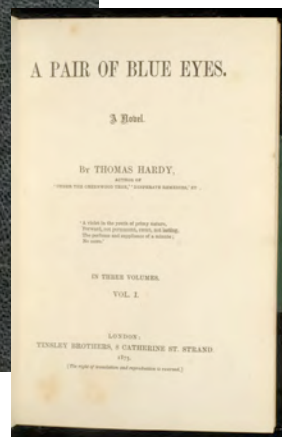 A PAIR OF BLUE EYES.
A Novel.
BY THOMAS HARDY,
AUTHOR OF
'UNDER THE GREENWOOD TREE,' 'DESPERATE REMEDIES,' ETC.
'A violet in the youth of primy nature,
Forward, not permanent, sweet, not lasting,
The perfume and suppliance of a minute;
No more.'
IN THREE VOLUMES.
VOL. I.
LONDON:
TINSLEY BROTHERS, 8 CATHERINE ST. STRAND.
1873.
[The right of translation and reproduction is reserved.]